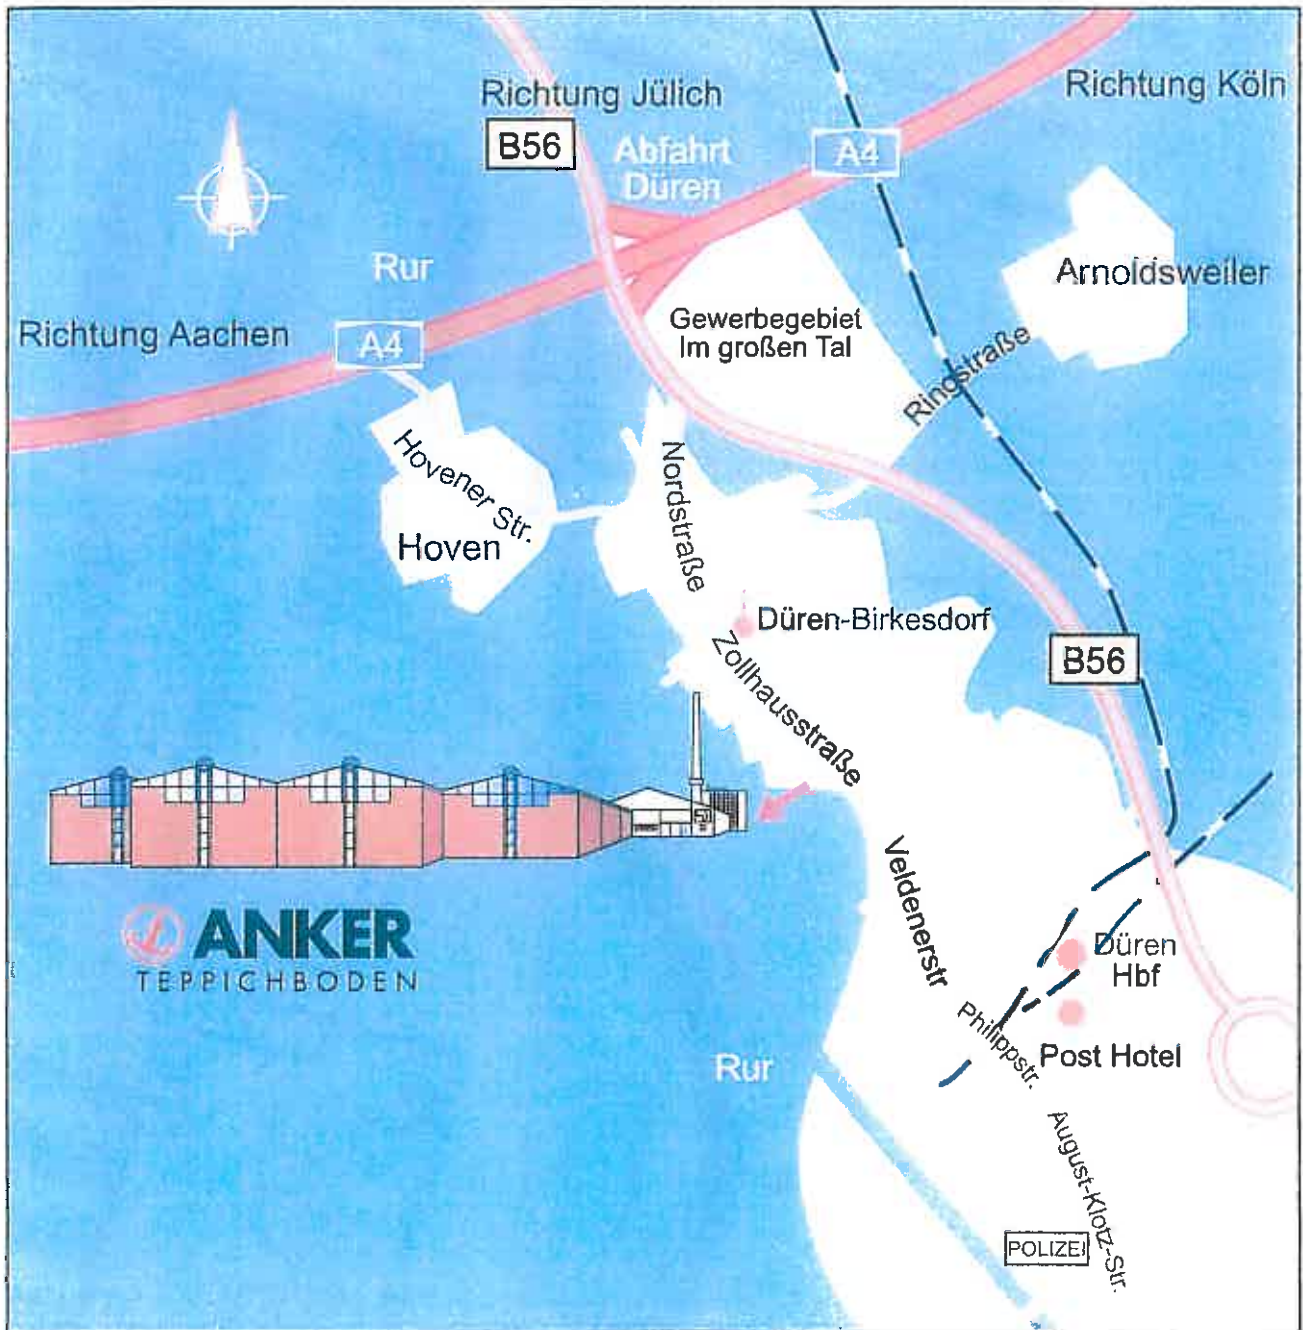 Richtung Jülich
Richtung Köln
B56
Abfahrt
Düren
A4
Rur
Arnoldsweiler
Richtung Aachen
A4
Gewerbegebiet
Im großen Tal
Ringstraße
Hovener Str.
Hoven
Nordstraße
Düren-Birkesdorf
B56
Zollhausstraße
Veldenerstr
ANKER
TEPPICHBODEN
Düren
Hbf
Philippstr.
Post Hotel
Rur
August-Klotz-Str.
POLIZEI